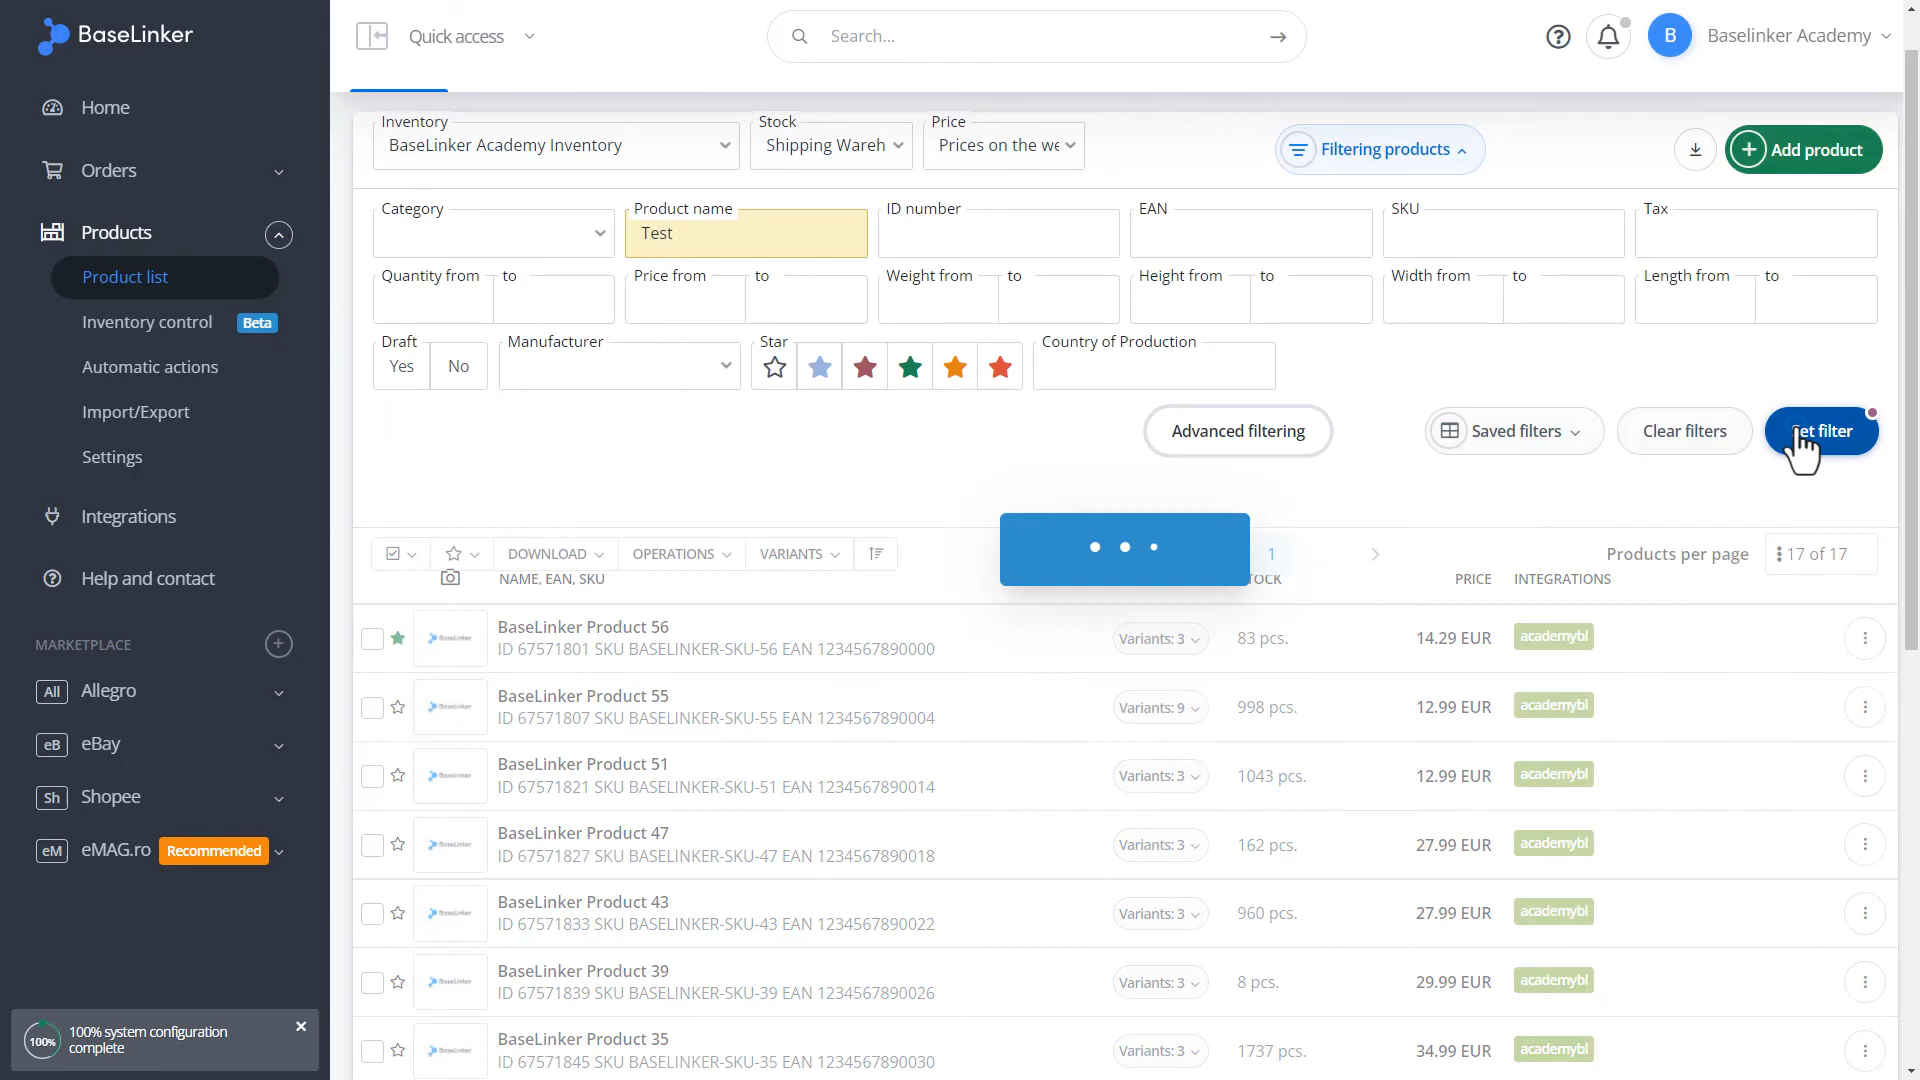 BaseLinker
Quick access
Search...
B
Baselinker Academy
Home
Orders
Products
Product list
Inventory control Beta
Automatic actions
Import/Export
Settings
Integrations
Help and contact
MARKETPLACE
All Allegro
eB eBay
Sh Shopee
eM eMAG.ro Recommended
100%
100% system configuration
complete
Inventory
BaseLinker Academy Inventory
Stock
Shipping Wareh
Price
Prices on the we
Filtering products
Add product
Category
Product name
Test
ID number
EAN
SKU
Tax
Quantity from to
Price from to
Weight from to
Height from to
Width from to
Length from to
Draft
Yes No
Manufacturer
Star
Country of Production
Advanced filtering
Saved filters
Clear filters
et filter
DOWNLOAD OPERATIONS VARIANTS
1
Products per page 17 of 17
NAME, EAN, SKU
PRICE INTEGRATIONS
BaseLinker Product 56
ID 67571801 SKU BASELINKER-SKU-56 EAN 1234567890000
Variants: 3 83 pcs. 14.29 EUR academybl
BaseLinker Product 55
ID 67571807 SKU BASELINKER-SKU-55 EAN 1234567890004
Variants: 9 998 pcs. 12.99 EUR academybl
BaseLinker Product 51
ID 67571821 SKU BASELINKER-SKU-51 EAN 1234567890014
Variants: 3 1043 pcs. 12.99 EUR academybl
BaseLinker Product 47
ID 67571827 SKU BASELINKER-SKU-47 EAN 1234567890018
Variants: 3 162 pcs. 27.99 EUR academybl
BaseLinker Product 43
ID 67571833 SKU BASELINKER-SKU-43 EAN 1234567890022
Variants: 3 960 pcs. 27.99 EUR academybl
BaseLinker Product 39
ID 67571839 SKU BASELINKER-SKU-39 EAN 1234567890026
Variants: 3 8 pcs. 29.99 EUR academybl
BaseLinker Product 35
ID 67571845 SKU BASELINKER-SKU-35 EAN 1234567890030
Variants: 3 1737 pcs. 34.99 EUR academybl